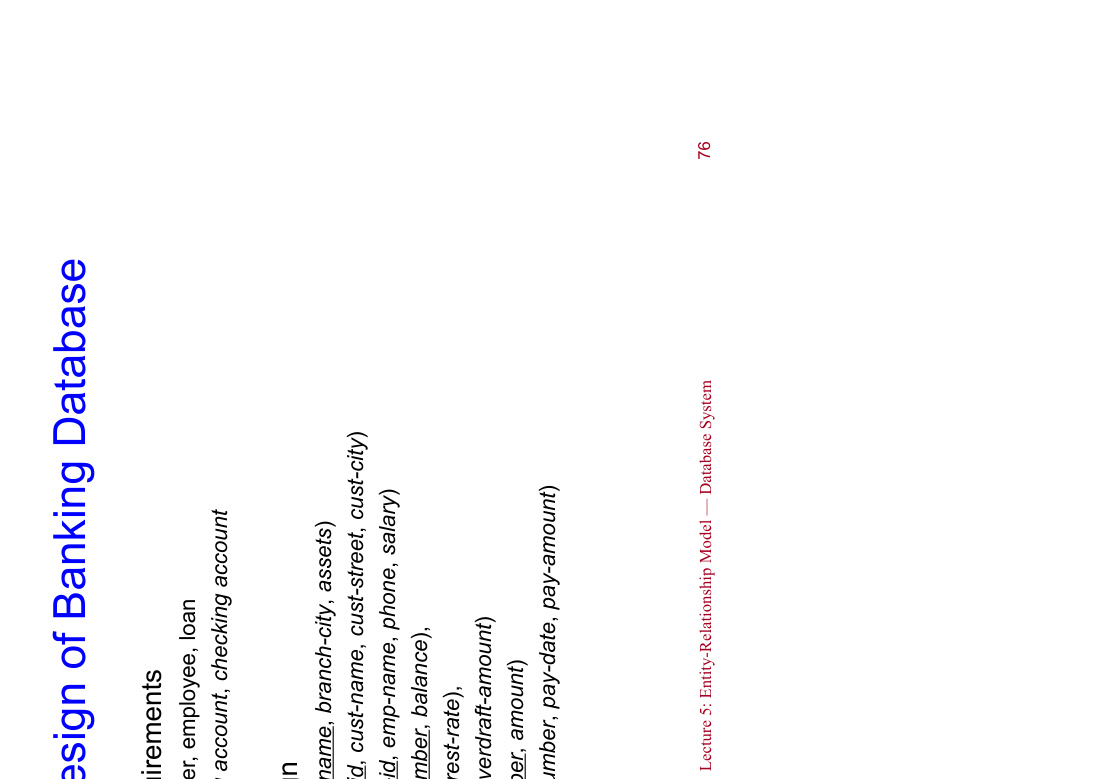 esign of Banking Database
uirements
er, employee, loan
account, checking account
gn
name, branch-city, assets)
id, cust-name, cust-street, cust-city)
id, emp-name, phone, salary)
mber, balance),
rest-rate),
verdraft-amount)
ber, amount)
umber, pay-date, pay-amount)
Lecture 5: Entity-Relationship Model — Database System
76